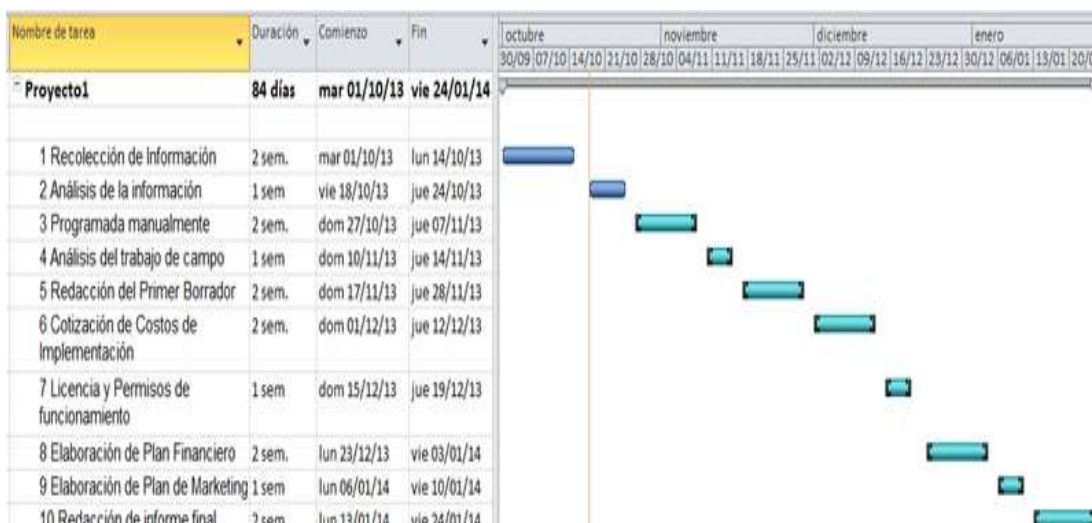 Nombre de tarea Duración Comienzo Fin octubre noviembre diciembre enero
30/09 07/10 14/10 21/10 28/10 04/11 11/11 18/11 25/11 02/12 09/12 16/12 23/12 30/12 06/01 13/01
Proyecto1 84 días mar 01/10/13 vie 24/01/14
1 Recolección de Información 2 sem. mar 01/10/13 lun 14/10/13
2 Análisis de la información 1 sem vie 18/10/13 jue 24/10/13
3 Programada manualmente 2 sem. dom 27/10/13 jue 07/11/13
4 Análisis del trabajo de campo 1 sem dom 10/11/13 jue 14/11/13
5 Redacción del Primer Borrador 2 sem. dom 17/11/13 jue 28/11/13
6 Cotización de Costos de 2 sem. dom 01/12/13 jue 12/12/13
Implementación
7 Licencia y Permisos de 1 sem dom 15/12/13 jue 19/12/13
funcionamiento
8 Elaboración de Plan Financiero 2 sem. lun 23/12/13 vie 03/01/14
9 Elaboración de Plan de Marketing 1 sem lun 06/01/14 vie 10/01/14
10 Redacción de informe final 2 sem lun 13/01/14 vie 24/01/14